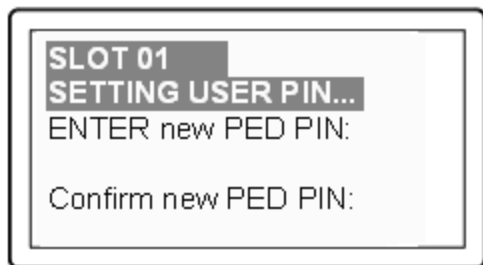 SLOT 01
SETTING USER PIN...
ENTER new PED PIN:
Confirm new PED PIN: